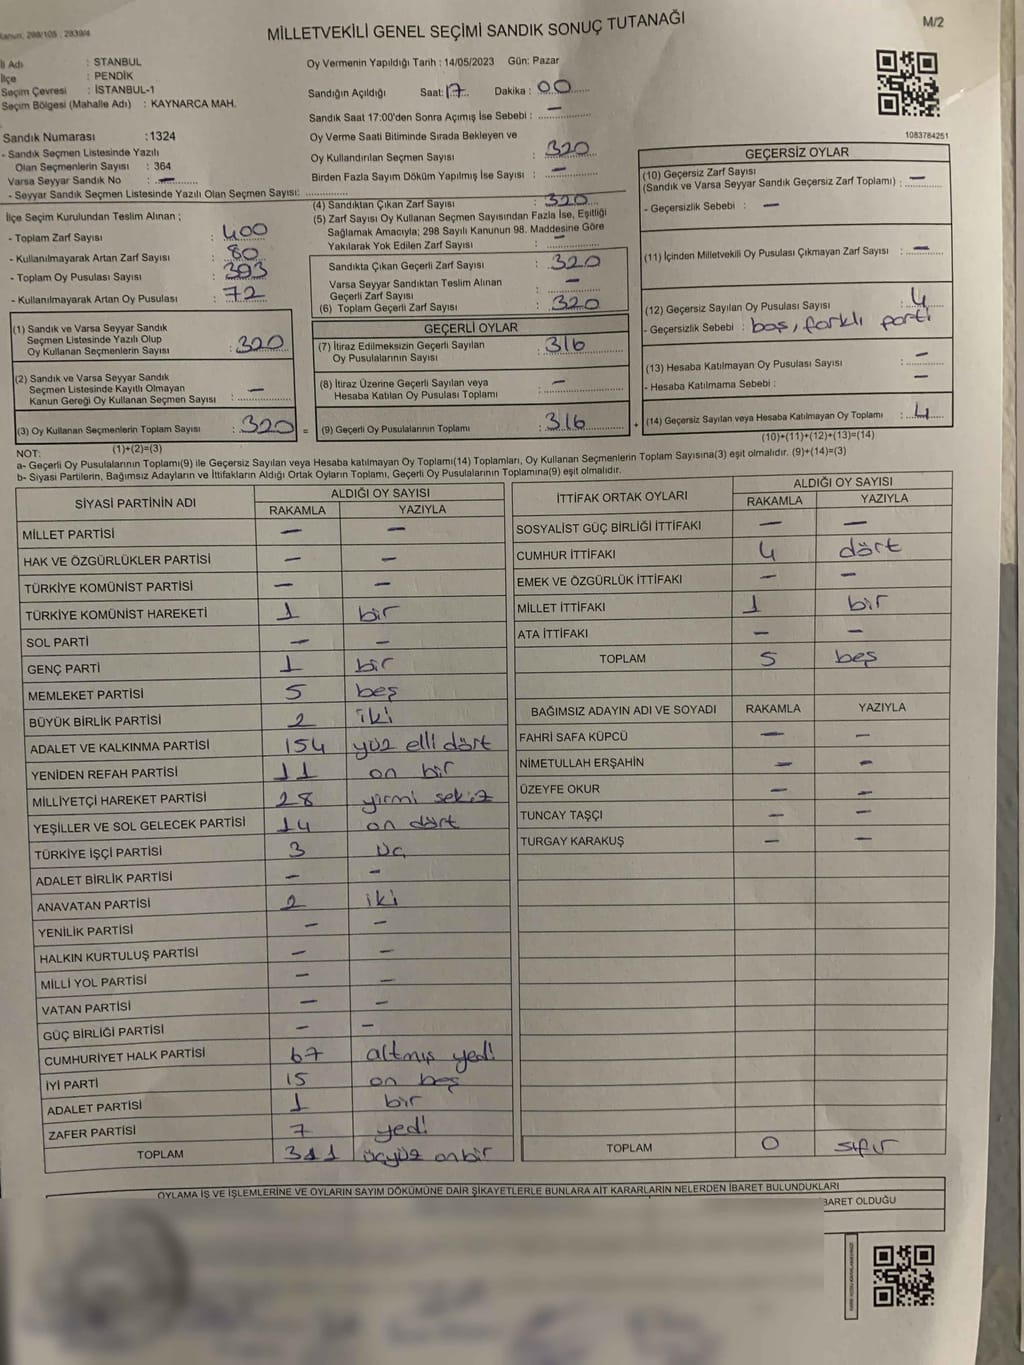 Kanun: 298/105 , 2839/4
MİLLETVEKİLİ GENEL SEÇİMİ SANDIK SONUÇ TUTANAĞI
M/2
İl Adı : STANBUL
İlçe : PENDİK
Seçim Çevresi : İSTANBUL-1
Seçim Bölgesi (Mahalle Adı) : KAYNARCA MAH.
Sandık Numarası :1324
- Sandık Seçmen Listesinde Yazılı
Olan Seçmenlerin Sayısı : 364
Varsa Seyyar Sandık No : —
- Seyyar Sandık Seçmen Listesinde Yazılı Olan Seçmen Sayısı: ..............
Oy Vermenin Yapıldığı Tarih : 14/05/2023 Gün: Pazar
Sandığın Açıldığı Saat: 17 Dakika : 00
Sandık Saat 17:00'den Sonra Açımış İse Sebebi : —
Oy Verme Saati Bitiminde Sırada Bekleyen ve
Oy Kullandırılan Seçmen Sayısı : 320
Birden Fazla Sayım Döküm Yapılmış İse Sayısı : —
1083784251
İlçe Seçim Kurulundan Teslim Alınan ;
- Toplam Zarf Sayısı : 400
- Kullanılmayarak Artan Zarf Sayısı : 80
- Toplam Oy Pusulası Sayısı : 393
- Kullanılmayarak Artan Oy Pusulası : 72
(4) Sandıktan Çıkan Zarf Sayısı : 320
(5) Zarf Sayısı Oy Kullanan Seçmen Sayısından Fazla İse, Eşitliği
Sağlamak Amacıyla; 298 Sayılı Kanunun 98. Maddesine Göre
Yakılarak Yok Edilen Zarf Sayısı : —
Sandıkta Çıkan Geçerli Zarf Sayısı : 320
Varsa Seyyar Sandıktan Teslim Alınan
Geçerli Zarf Sayısı : —
(6) Toplam Geçerli Zarf Sayısı : 320
(1) Sandık ve Varsa Seyyar Sandık
Seçmen Listesinde Yazılı Olup
Oy Kullanan Seçmenlerin Sayısı : 320
(2) Sandık ve Varsa Seyyar Sandık
Seçmen Listesinde Kayıtlı Olmayan
Kanun Gereği Oy Kullanan Seçmen Sayısı : —
(3) Oy Kullanan Seçmenlerin Toplam Sayısı : 320
(1)+(2)=(3)
=
GEÇERLİ OYLAR
(7) İtiraz Edilmeksizin Geçerli Sayılan
Oy Pusulalarının Sayısı : 316
(8) İtiraz Üzerine Geçerli Sayılan veya
Hesaba Katılan Oy Pusulası Toplamı : —
(9) Geçerli Oy Pusulalarının Toplamı : 316
+
GEÇERSİZ OYLAR
(10) Geçersiz Zarf Sayısı
(Sandık ve Varsa Seyyar Sandık Geçersiz Zarf Toplamı) : —
- Geçersizlik Sebebi : —
(11) İçinden Milletvekili Oy Pusulası Çıkmayan Zarf Sayısı : —
(12) Geçersiz Sayılan Oy Pusulası Sayısı : 4
- Geçersizlik Sebebi : boş, farklı parti
(13) Hesaba Katılmayan Oy Pusulası Sayısı : —
- Hesaba Katılmama Sebebi : —
(14) Geçersiz Sayılan veya Hesaba Katılmayan Oy Toplamı : 4
(10)+(11)+(12)+(13)=(14)
NOT:
a- Geçerli Oy Pusulalarının Toplamı(9) ile Geçersiz Sayılan veya Hesaba katılmayan Oy Toplamı(14) Toplamları, Oy Kullanan Seçmenlerin Toplam Sayısına(3) eşit olmalıdır. (9)+(14)=(3)
b- Siyasi Partilerin, Bağımsız Adayların ve İttifakların Aldığı Ortak Oyların Toplamı, Geçerli Oy Pusulalarının Toplamına(9) eşit olmalıdır.
SİYASİ PARTİNİN ADI ALDIĞI OY SAYISI
RAKAMLA YAZIYLA
MİLLET PARTİSİ — —
HAK VE ÖZGÜRLÜKLER PARTİSİ — —
TÜRKİYE KOMÜNİST PARTİSİ — —
TÜRKİYE KOMÜNİST HAREKETİ 1 bir
SOL PARTİ — —
GENÇ PARTİ 1 bir
MEMLEKET PARTİSİ 5 beş
BÜYÜK BİRLİK PARTİSİ 2 iki
ADALET VE KALKINMA PARTİSİ 154 yüz elli dört
YENİDEN REFAH PARTİSİ 11 on bir
MİLLİYETÇİ HAREKET PARTİSİ 28 yirmi sekiz
YEŞİLLER VE SOL GELECEK PARTİSİ 14 on dört
TÜRKİYE İŞÇİ PARTİSİ 3 üç
ADALET BİRLİK PARTİSİ — —
ANAVATAN PARTİSİ 2 iki
YENİLİK PARTİSİ — —
HALKIN KURTULUŞ PARTİSİ — —
MİLLİ YOL PARTİSİ — —
VATAN PARTİSİ — —
GÜÇ BİRLİĞİ PARTİSİ — —
CUMHURİYET HALK PARTİSİ 67 altmış yedi
İYİ PARTİ 15 on beş
ADALET PARTİSİ 1 bir
ZAFER PARTİSİ 7 yedi
TOPLAM 311 üçyüz onbir
İTTİFAK ORTAK OYLARI ALDIĞI OY SAYISI
RAKAMLA YAZIYLA
SOSYALİST GÜÇ BİRLİĞİ İTTİFAKI — —
CUMHUR İTTİFAKI 4 dört
EMEK VE ÖZGÜRLÜK İTTİFAKI — —
MİLLET İTTİFAKI 1 bir
ATA İTTİFAKI — —
TOPLAM 5 beş
BAĞIMSIZ ADAYIN ADI VE SOYADI RAKAMLA YAZIYLA
FAHRİ SAFA KÜPCÜ — —
NİMETULLAH ERŞAHİN — —
ÜZEYFE OKUR — —
TUNCAY TAŞÇI — —
TURGAY KARAKUŞ — —
TOPLAM 0 sıfır
OYLAMA İŞ VE İŞLEMLERİNE VE OYLARIN SAYIM DÖKÜMÜNE DAİR ŞİKAYETLERLE BUNLARA AİT KARARLARIN NELERDEN İBARET BULUNDUKLARI
BARET OLDUĞU